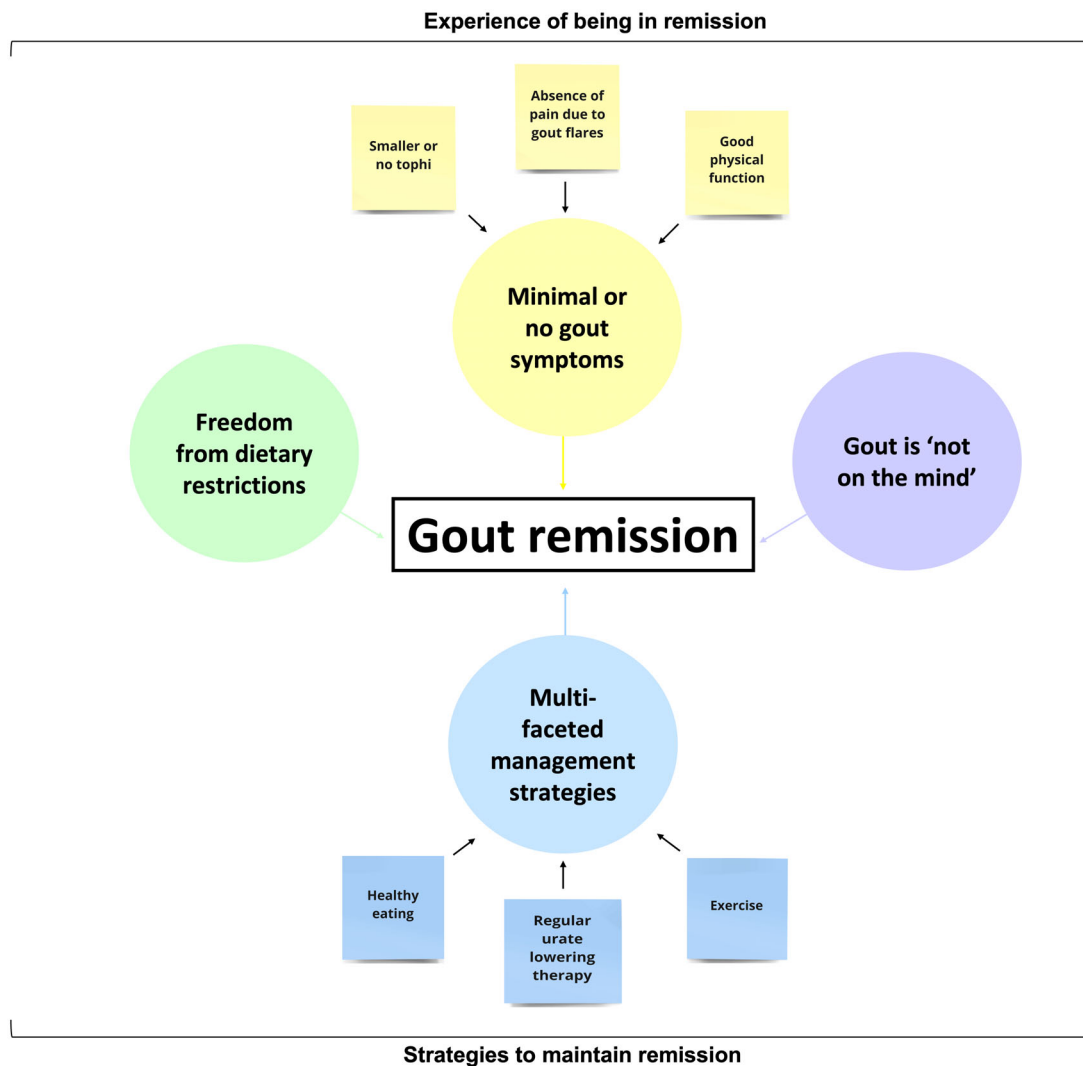 Experience of being in remission
Absence of
pain due to
gout flares
Smaller or
no tophi
Good
physical
function
Minimal or
no gout
symptoms
Freedom
from dietary
restrictions
Gout is ‘not
on the mind’
Gout remission
Multi-
faceted
management
strategies
Healthy
eating
Regular
urate
lowering
therapy
Exercise
Strategies to maintain remission